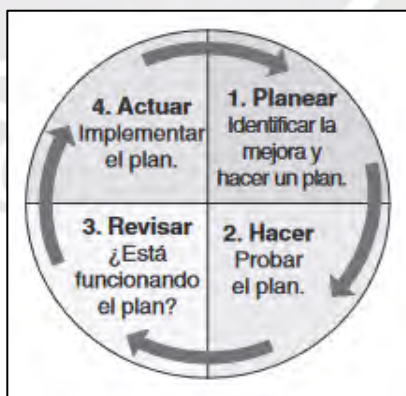 1. Planear
Identificar la
mejora y
hacer un plan.
2. Hacer
Probar
el plan.
3. Revisar
¿Está
funcionando
el plan?
4. Actuar
Implementar
el plan.